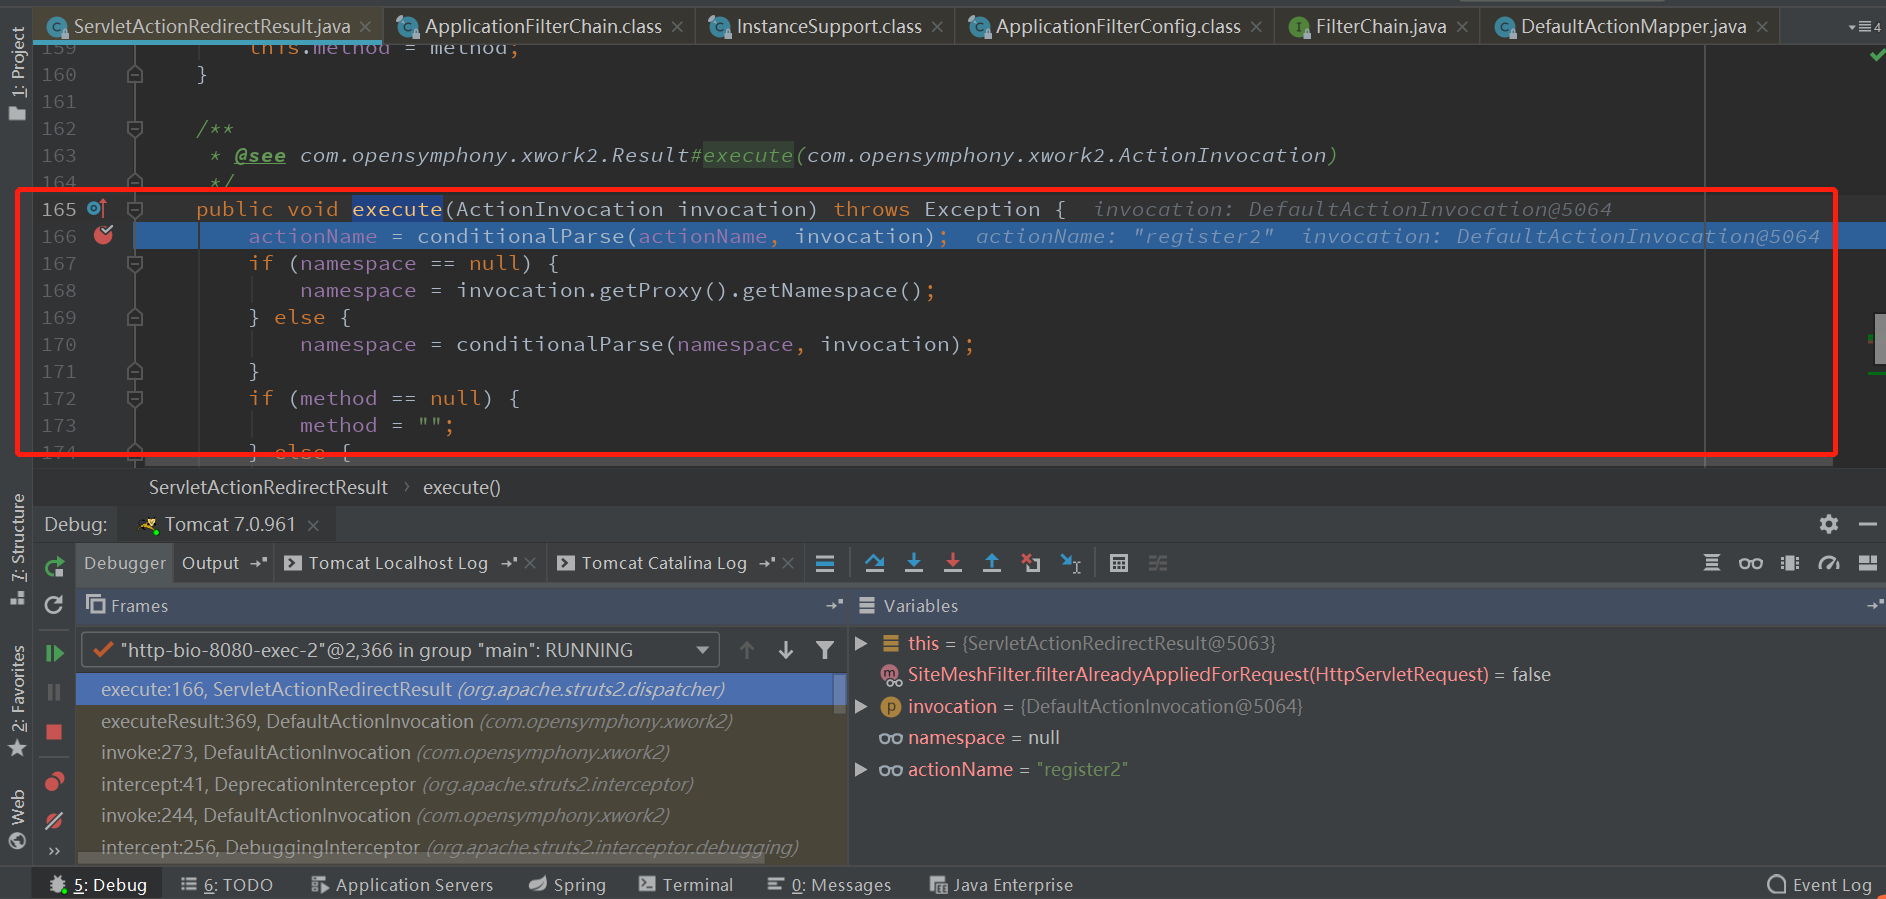 ServletActionRedirectResult.java ApplicationFilterChain.class InstanceSupport.class ApplicationFilterConfig.class FilterChain.java DefaultActionMapper.java 4
1: Project
7: Structure
2: Favorites
Web
159 this.method = method;
160 }
161
162 /**
163 * @see com.opensymphony.xwork2.Result#execute(com.opensymphony.xwork2.ActionInvocation)
164 */
165 public void execute(ActionInvocation invocation) throws Exception { invocation: DefaultActionInvocation@5064
166 actionName = conditionalParse(actionName, invocation); actionName: "register2" invocation: DefaultActionInvocation@5064
167 if (namespace == null) {
168 namespace = invocation.getProxy().getNamespace();
169 } else {
170 namespace = conditionalParse(namespace, invocation);
171 }
172 if (method == null) {
173 method = "";
174 } else {
ServletActionRedirectResult › execute()
Debug: Tomcat 7.0.961
Debugger Output Tomcat Localhost Log Tomcat Catalina Log
Frames
"http-bio-8080-exec-2"@2,366 in group "main": RUNNING
execute:166, ServletActionRedirectResult (org.apache.struts2.dispatcher)
executeResult:369, DefaultActionInvocation (com.opensymphony.xwork2)
invoke:273, DefaultActionInvocation (com.opensymphony.xwork2)
intercept:41, DeprecationInterceptor (org.apache.struts2.interceptor)
invoke:244, DefaultActionInvocation (com.opensymphony.xwork2)
intercept:256, DebuggingInterceptor (org.apache.struts2.interceptor.debugging)
Variables
this = {ServletActionRedirectResult@5063}
SiteMeshFilter.filterAlreadyAppliedForRequest(HttpServletRequest) = false
invocation = {DefaultActionInvocation@5064}
namespace = null
actionName = "register2"
5: Debug 6: TODO Application Servers Spring Terminal 0: Messages Java Enterprise Event Log